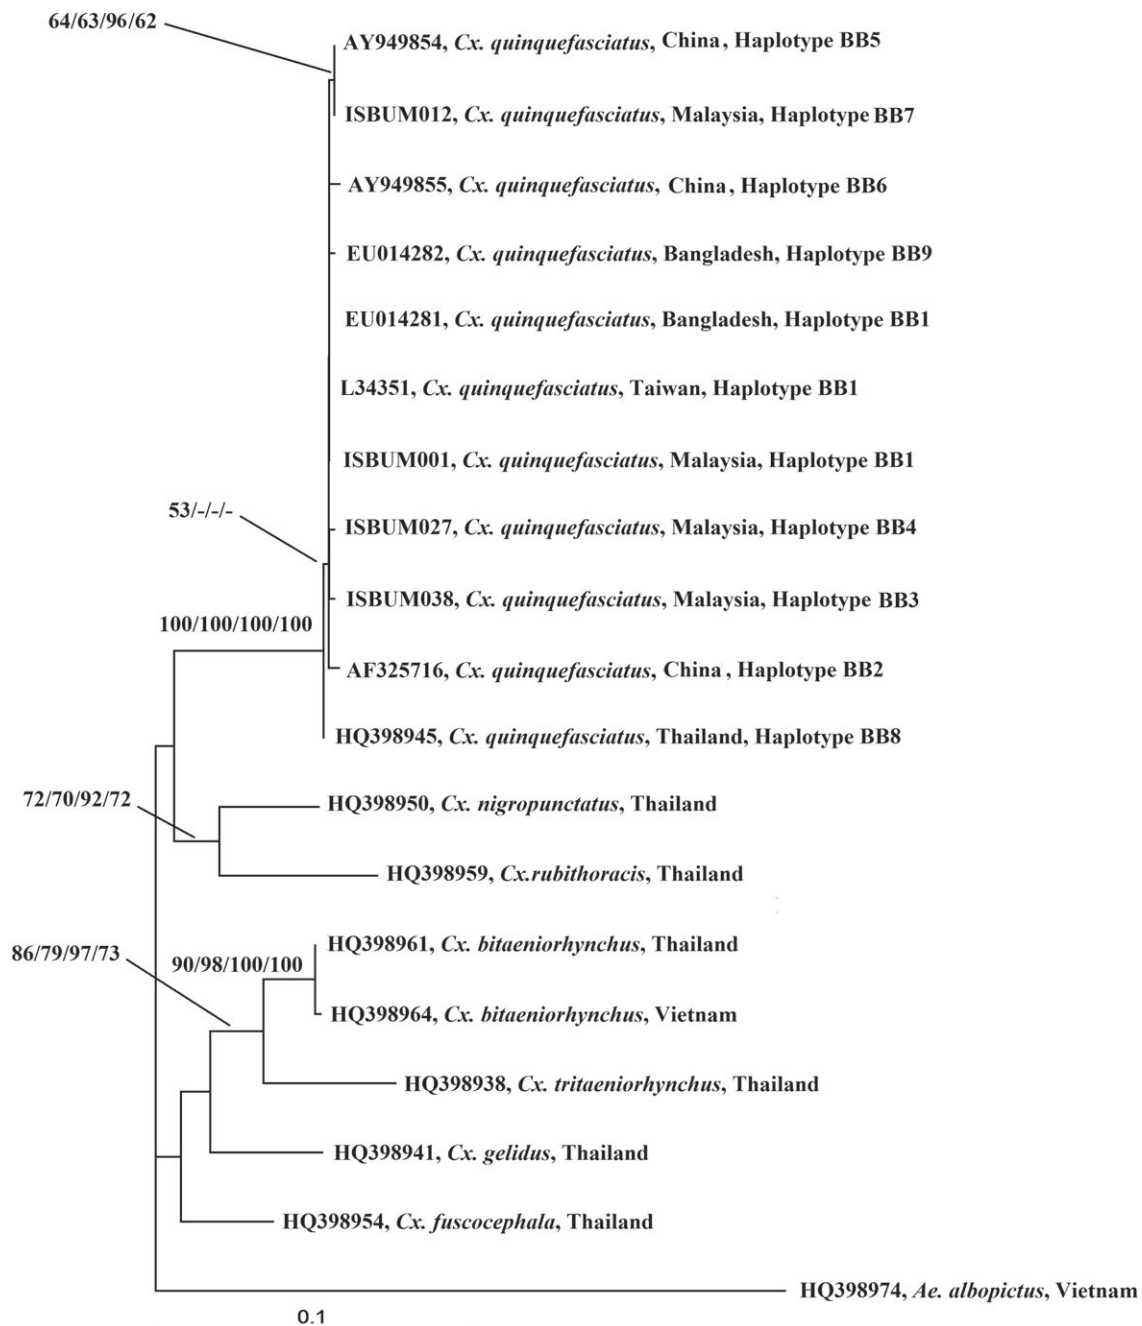 64/63/96/62
AY949854, Cx. quinquefasciatus, China, Haplotype BB5
ISBUM012, Cx. quinquefasciatus, Malaysia, Haplotype BB7
AY949855, Cx. quinquefasciatus, China, Haplotype BB6
EU014282, Cx. quinquefasciatus, Bangladesh, Haplotype BB9
EU014281, Cx. quinquefasciatus, Bangladesh, Haplotype BB1
L34351, Cx. quinquefasciatus, Taiwan, Haplotype BB1
ISBUM001, Cx. quinquefasciatus, Malaysia, Haplotype BB1
53/-/-/-
ISBUM027, Cx. quinquefasciatus, Malaysia, Haplotype BB4
ISBUM038, Cx. quinquefasciatus, Malaysia, Haplotype BB3
100/100/100/100
AF325716, Cx. quinquefasciatus, China, Haplotype BB2
HQ398945, Cx. quinquefasciatus, Thailand, Haplotype BB8
72/70/92/72
HQ398950, Cx. nigropunctatus, Thailand
HQ398959, Cx.rubithoracis, Thailand
86/79/97/73
90/98/100/100
HQ398961, Cx. bitaeniorhynchus, Thailand
HQ398964, Cx. bitaeniorhynchus, Vietnam
HQ398938, Cx. tritaeniorhynchus, Thailand
HQ398941, Cx. gelidus, Thailand
HQ398954, Cx. fuscocephala, Thailand
HQ398974, Ae. albopictus, Vietnam
0.1